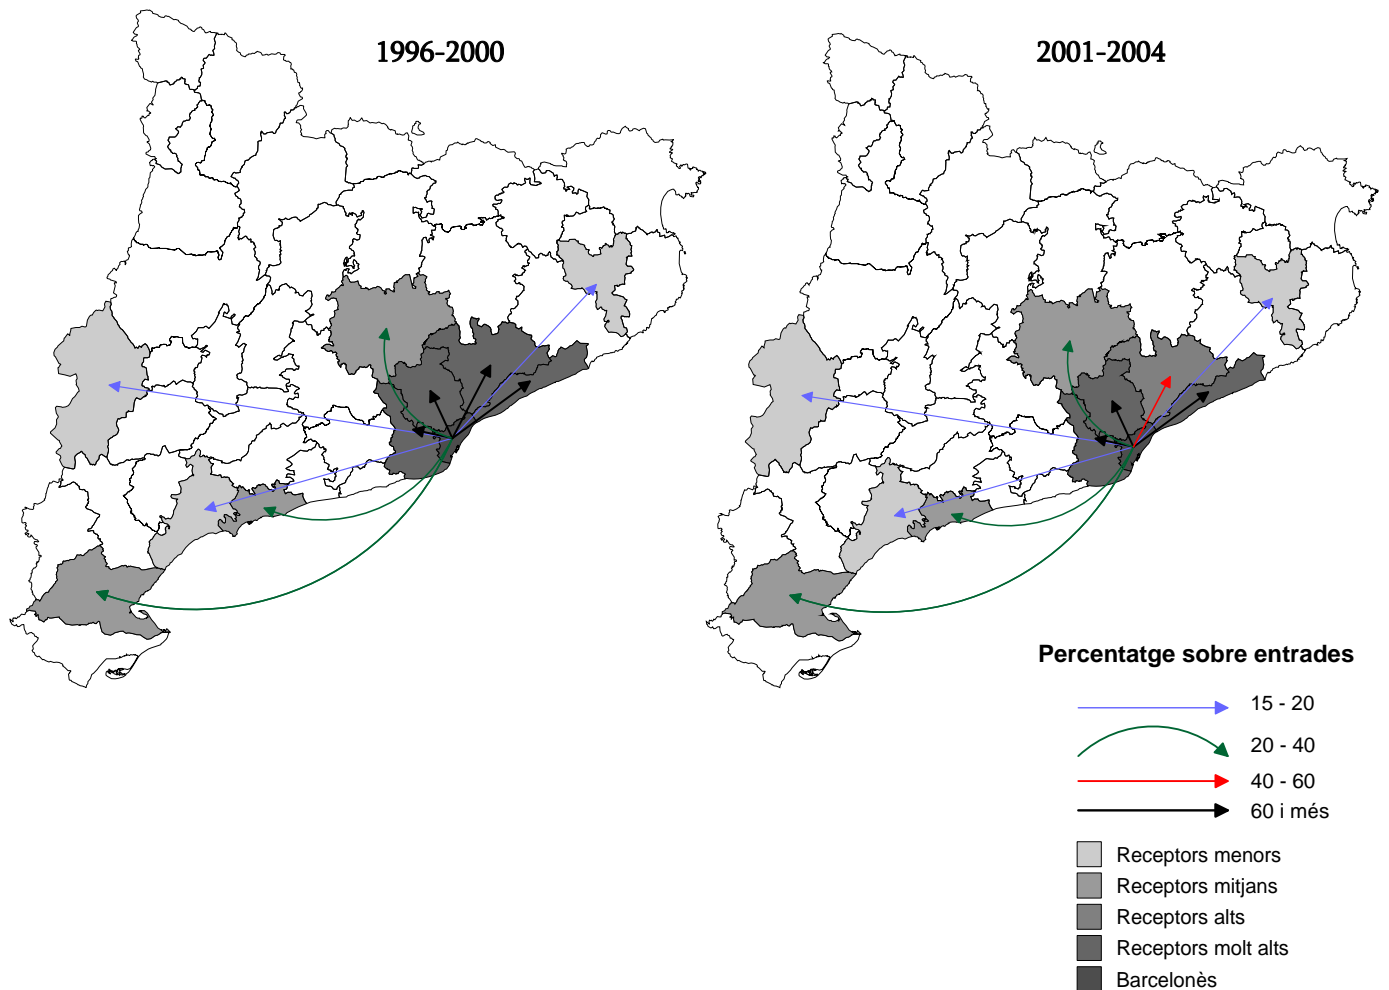 1996-2000
2001-2004
Percentatge sobre entrades
15 - 20
20 - 40
40 - 60
60 i més
Receptors menors
Receptors mitjans
Receptors alts
Receptors molt alts
Barcelonès